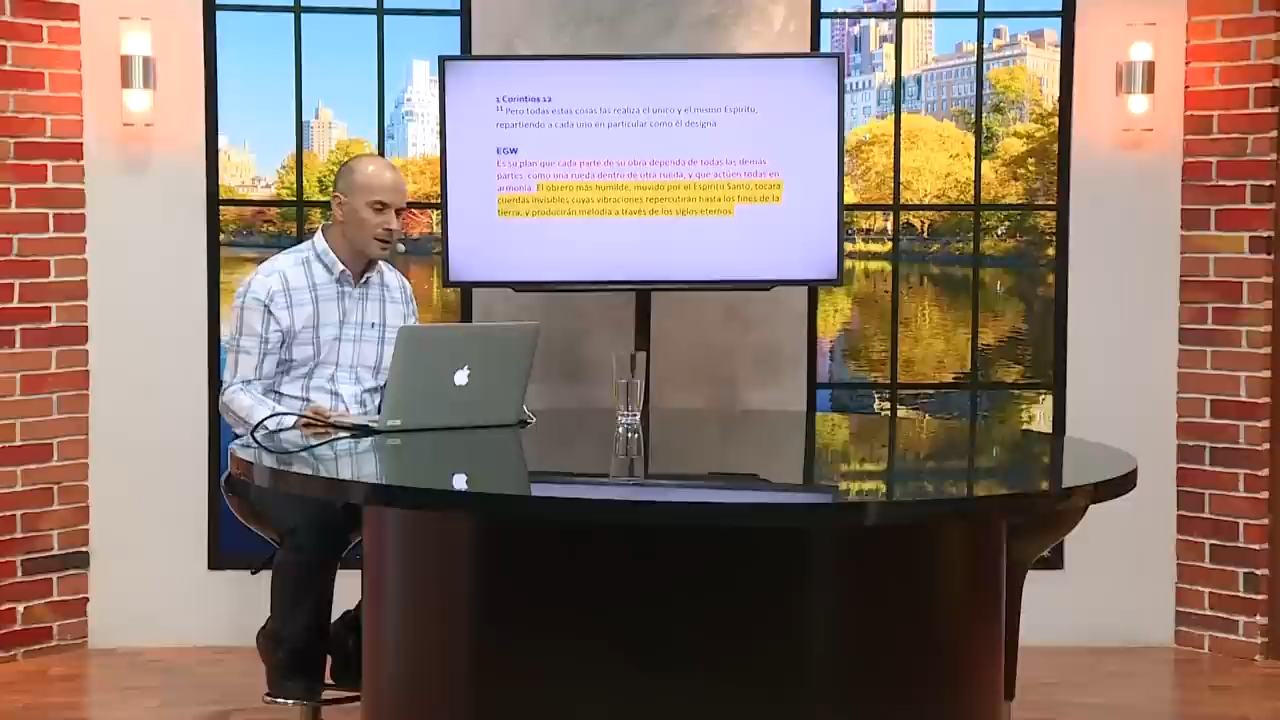 1 Corintios 12
11 Pero todas estas cosas las realiza el único y el mismo Espíritu,
repartiendo a cada uno en particular como él designa
EGW
Es su plan que cada parte de su obra dependa de todas las demás
partes, como una rueda dentro de otra rueda, y que actúen todas en
armonía. El obrero más humilde, movido por el Espíritu Santo, tocará
cuerdas invisibles cuyas vibraciones repercutirán hasta los fines de la
tierra, y producirán melodía a través de los siglos eternos.